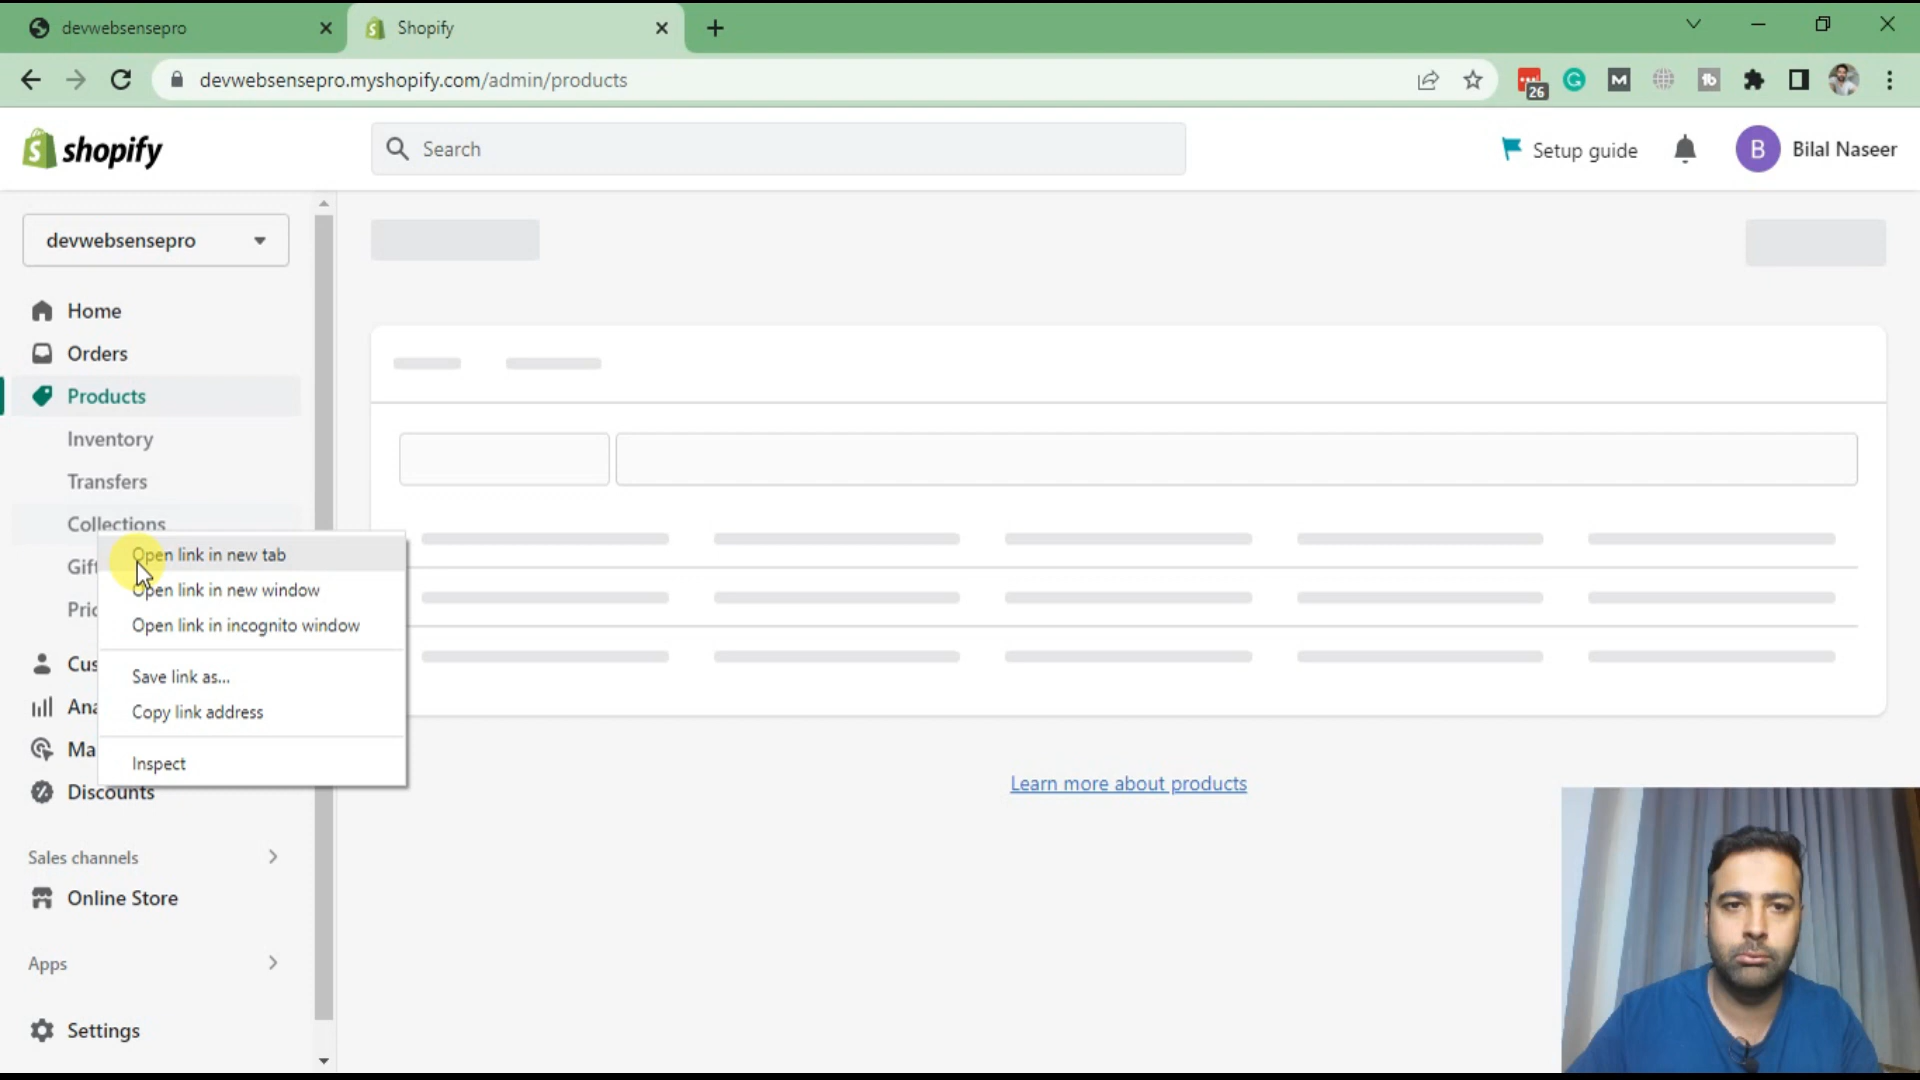 devwebsensepro
Shopify
devwebsensepro.myshopify.com/admin/products
26
shopify
Search
Setup guide
B
Bilal Naseer
devwebsensepro
Home
Orders
Products
Inventory
Transfers
Collections
Open link in new tab
Gift
Open link in new window
Pric
Open link in incognito window
Cus
Save link as...
Ana
Copy link address
Ma
Inspect
Learn more about products
Discounts
Sales channels
Online Store
Apps
Settings